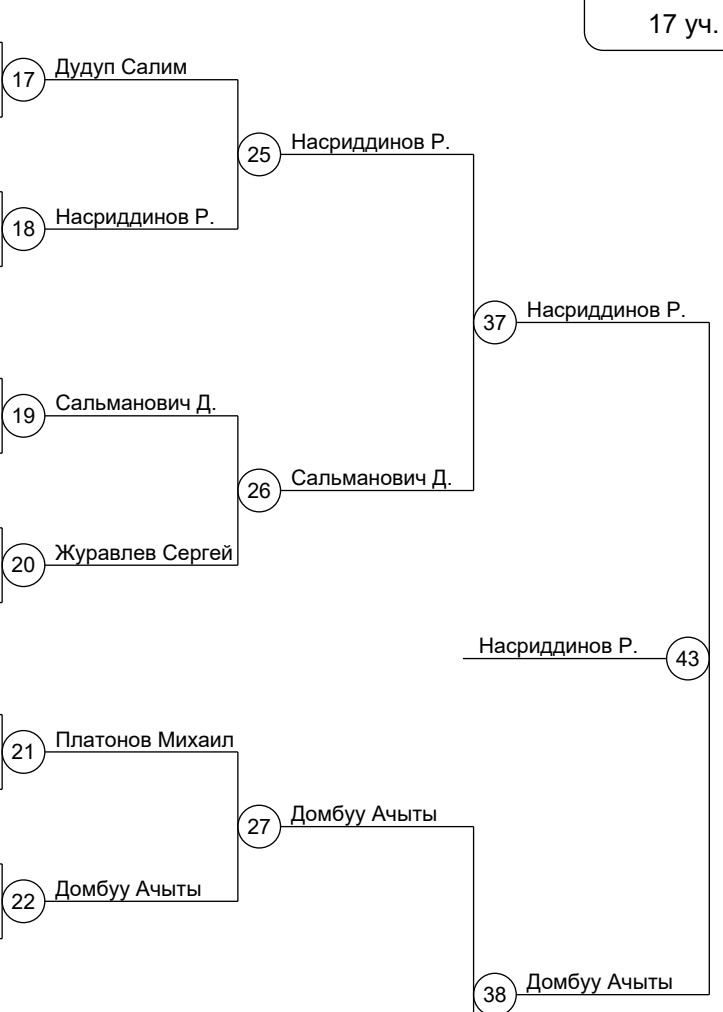 17 уч.
17 Дудуп Салим
25 Насриддинов Р.
18 Насриддинов Р.
37 Насриддинов Р.
19 Сальманович Д.
26 Сальманович Д.
20 Журавлев Сергей
Насриддинов Р. 43
21 Платонов Михаил
27 Домбуу Ачыты
22 Домбуу Ачыты
38 Домбуу Ачыты